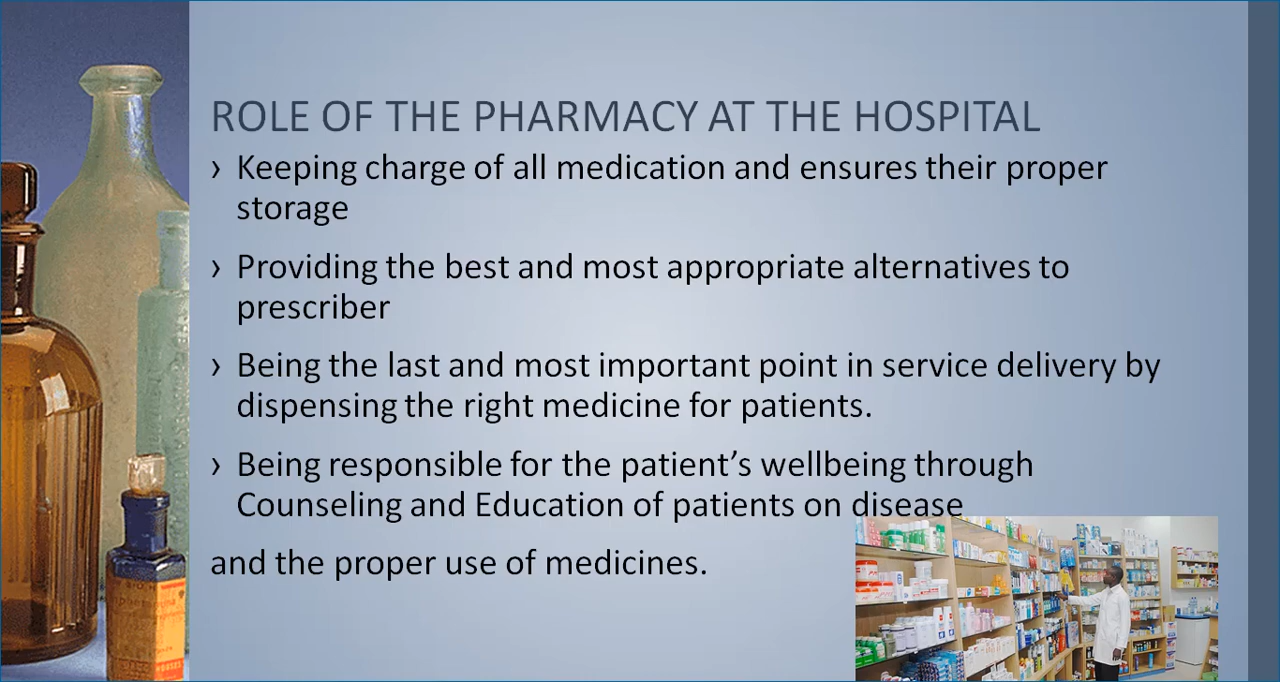 ROLE OF THE PHARMACY AT THE HOSPITAL
› Keeping charge of all medication and ensures their proper
storage
› Providing the best and most appropriate alternatives to
prescriber
› Being the last and most important point in service delivery by
dispensing the right medicine for patients.
› Being responsible for the patient’s wellbeing through
Counseling and Education of patients on disease
and the proper use of medicines.